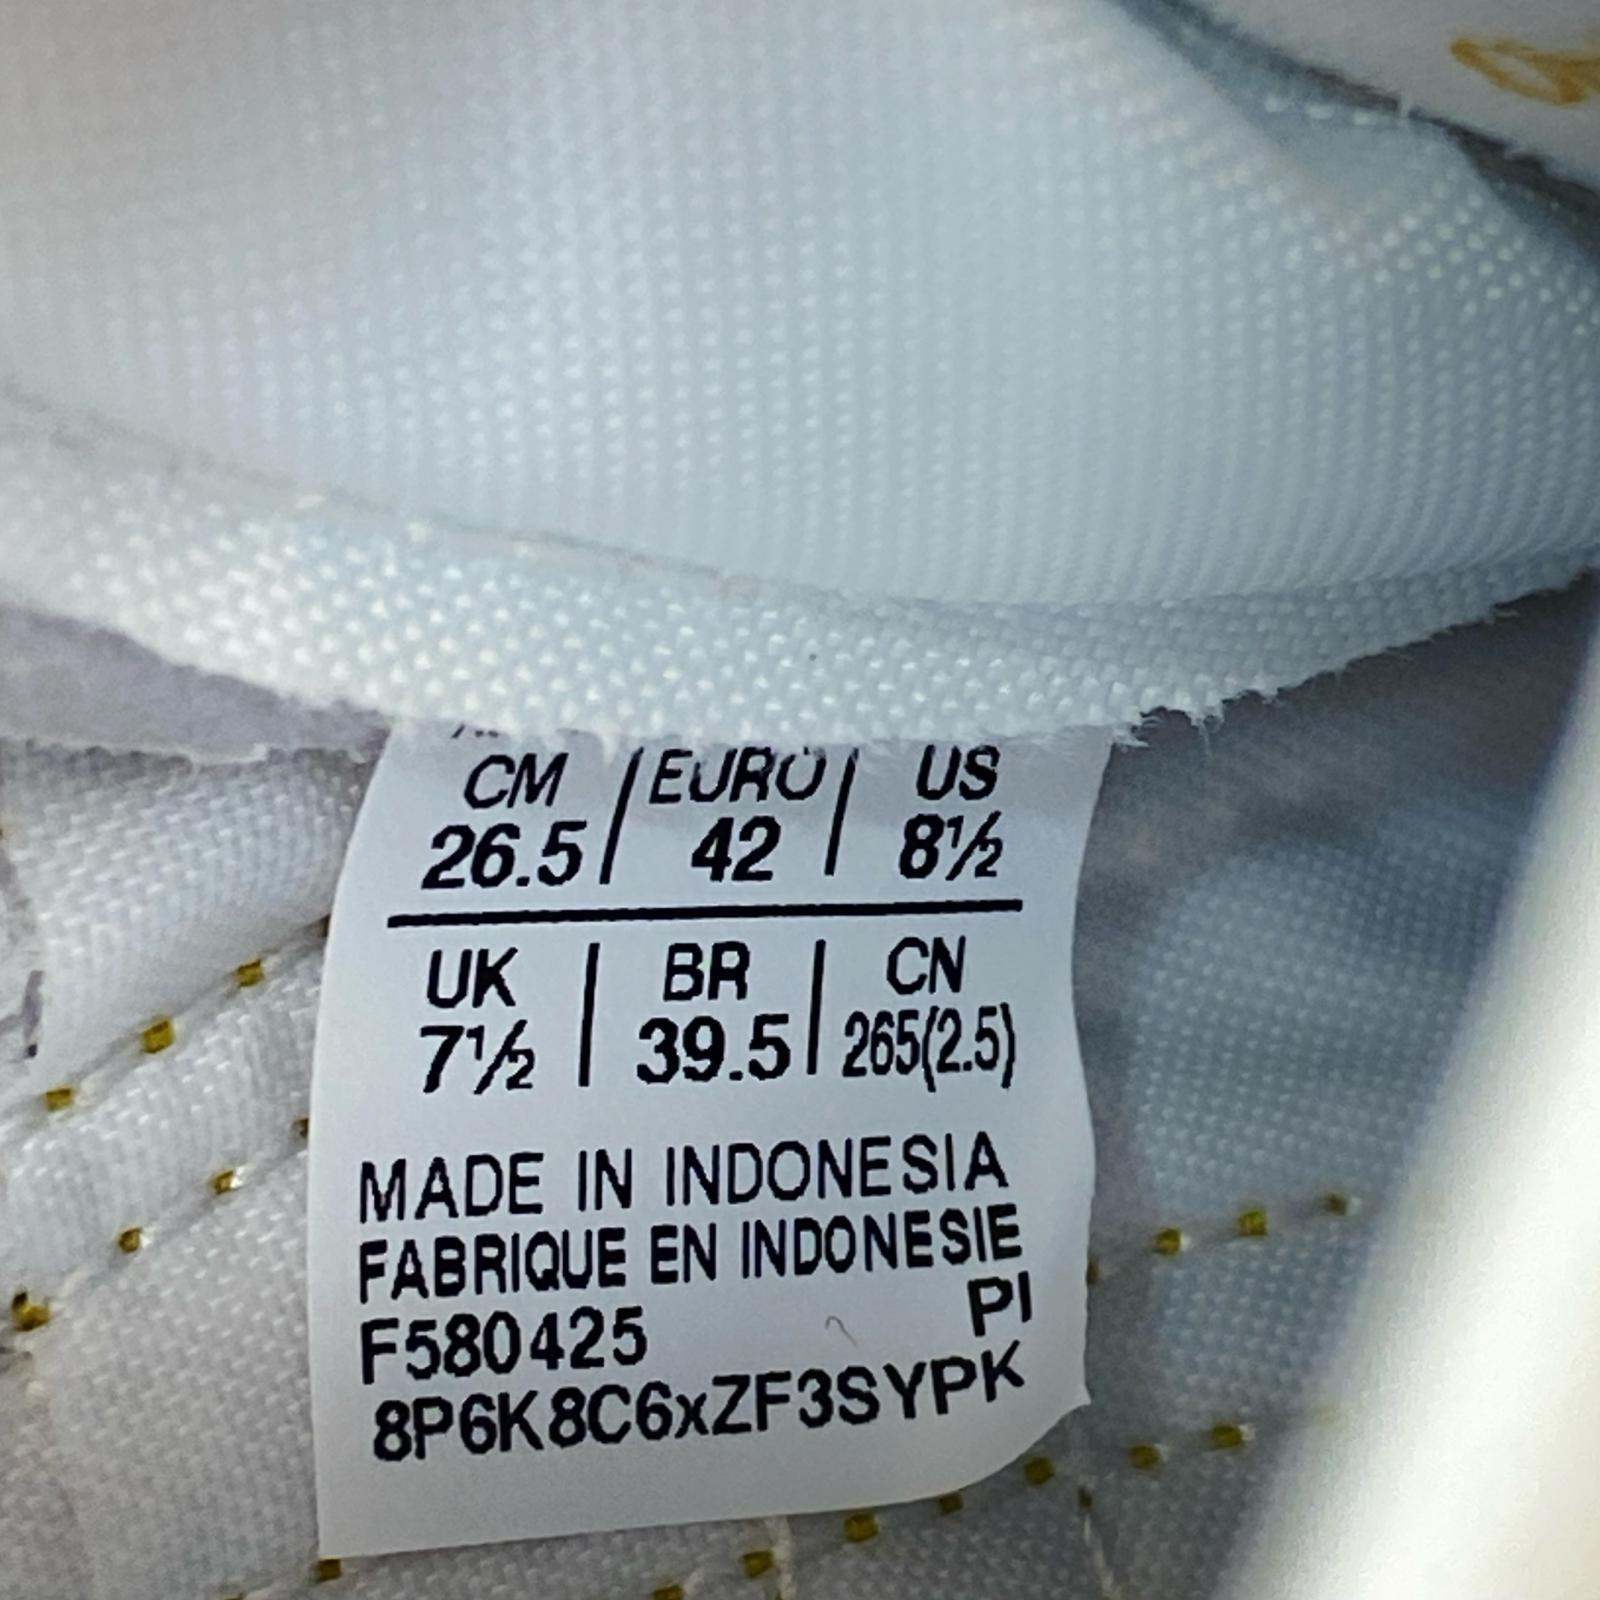 CM EURO US
26.5 42 8½
UK BR CN
7½ 39.5 265(2.5)
MADE IN INDONESIA
FABRIQUE EN INDONESIE
PI
F580425
8P6K8C6xZF3SYPK